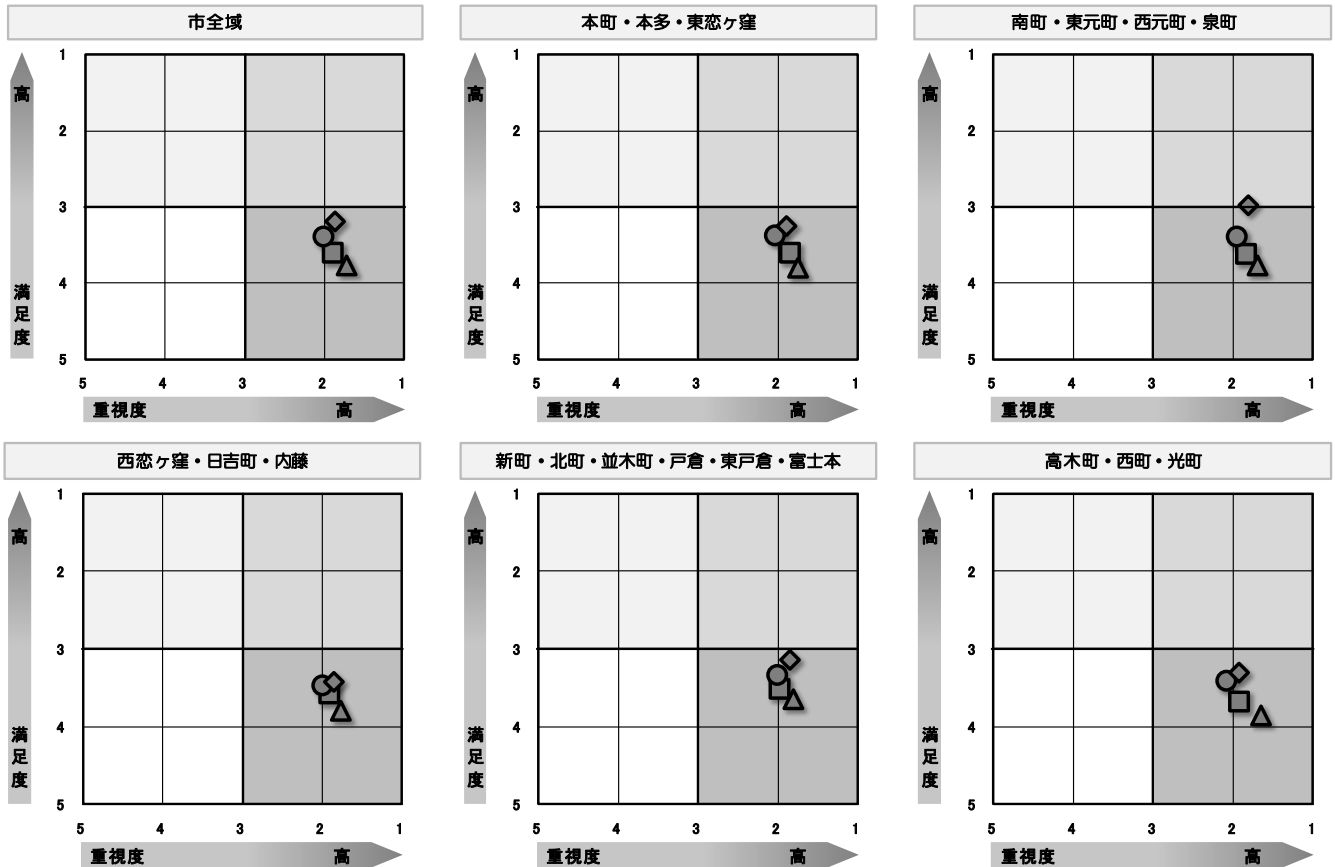 市全域
1
2
3
4
5
5 4 3 2 1
高
満足度
重視度 高
本町・本多・東恋ヶ窪
1
2
3
4
5
5 4 3 2 1
高
満足度
重視度 高
南町・東元町・西元町・泉町
1
2
3
4
5
5 4 3 2 1
高
満足度
重視度 高
西恋ヶ窪・日吉町・内藤
1
2
3
4
5
5 4 3 2 1
高
満足度
重視度 高
新町・北町・並木町・戸倉・東戸倉・富士本
1
2
3
4
5
5 4 3 2 1
高
満足度
重視度 高
高木町・西町・光町
1
2
3
4
5
5 4 3 2 1
高
満足度
重視度 高